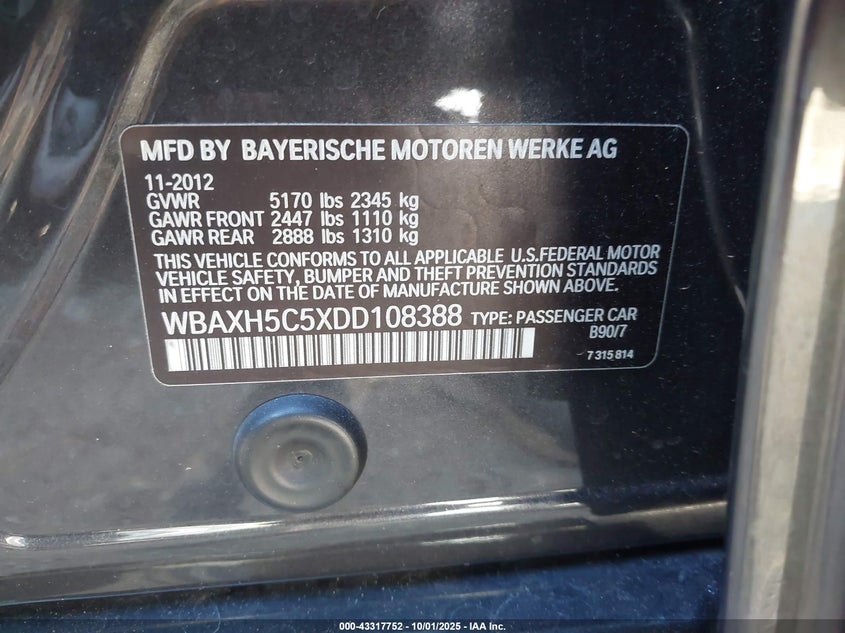 MFD BY BAYERISCHE MOTOREN WERKE AG
11-2012
GVWR 5170 lbs 2345 kg
GAWR FRONT 2447 lbs 1110 kg
GAWR REAR 2888 lbs 1310 kg
THIS VEHICLE CONFORMS TO ALL APPLICABLE U.S.FEDERAL MOTOR
VEHICLE SAFETY, BUMPER AND THEFT PREVENTION STANDARDS
IN EFFECT ON THE DATE OF MANUFACTURE SHOWN ABOVE.
WBAXH5C5XDD108388 TYPE: PASSENGER CAR
B90/7
7 315 814
000-43317752 - 10/01/2025 - IAA Inc.